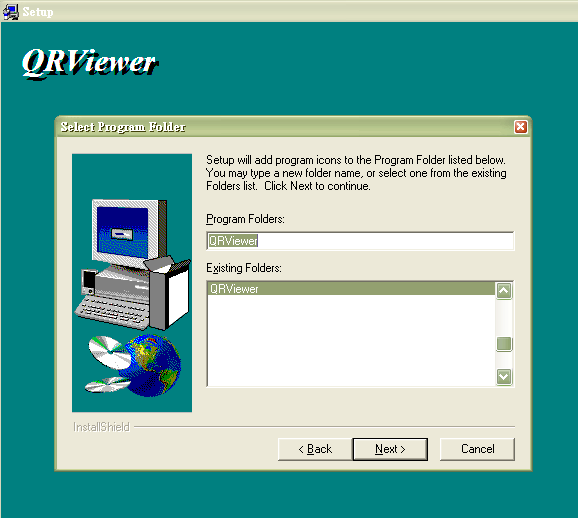 Setup
QRViewer
Select Program Folder
Setup will add program icons to the Program Folder listed below.
You may type a new folder name, or select one from the existing
Folders list. Click Next to continue.
Program Folders:
QRViewer
Existing Folders:
QRViewer
InstallShield
< Back
Next >
Cancel